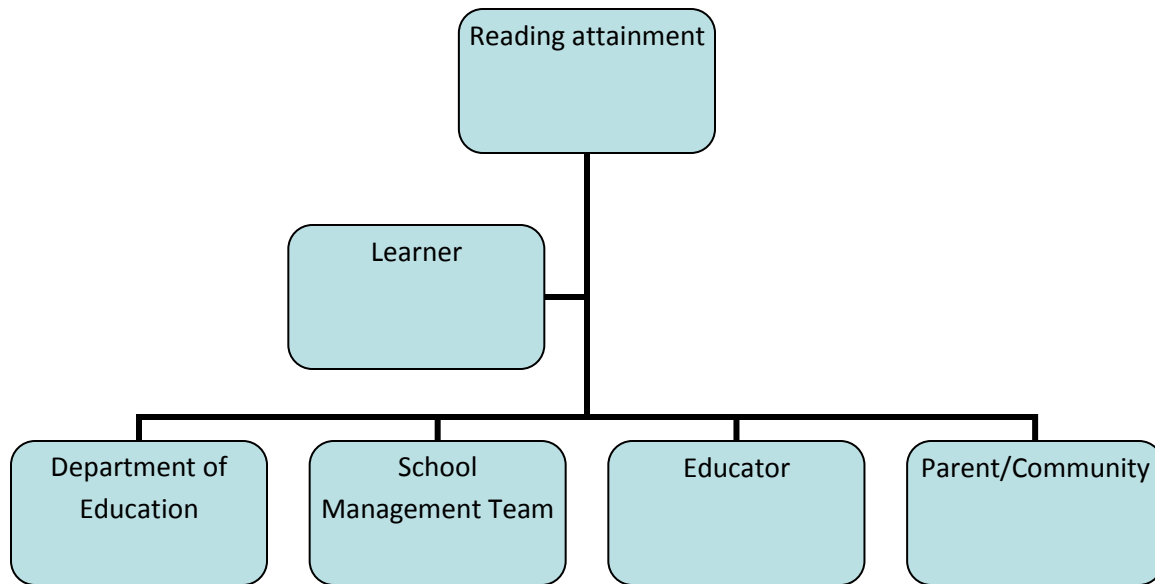 Reading attainment
Learner
Department of
Education
School
Management Team
Educator
Parent/Community